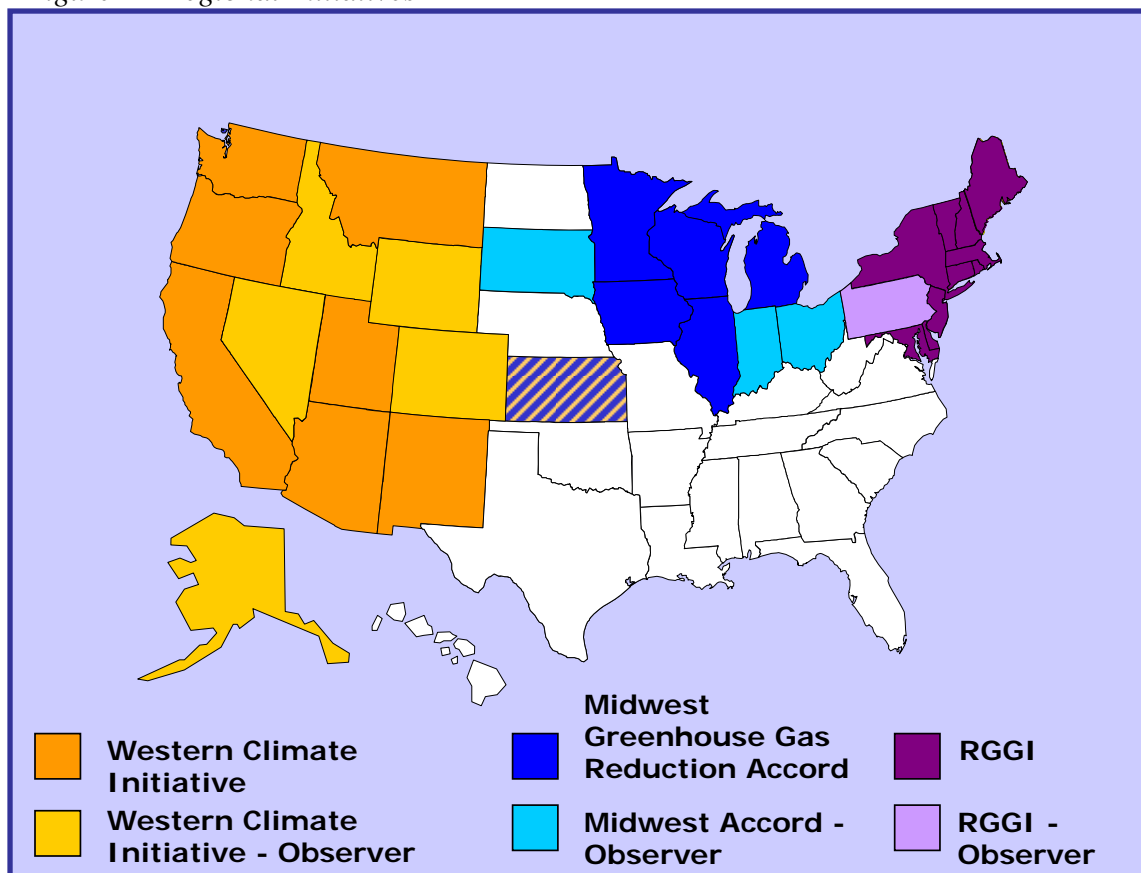 Western Climate
Initiative
Western Climate
Initiative - Observer
Midwest
Greenhouse Gas
Reduction Accord
Midwest Accord -
Observer
RGGI
RGGI -
Observer